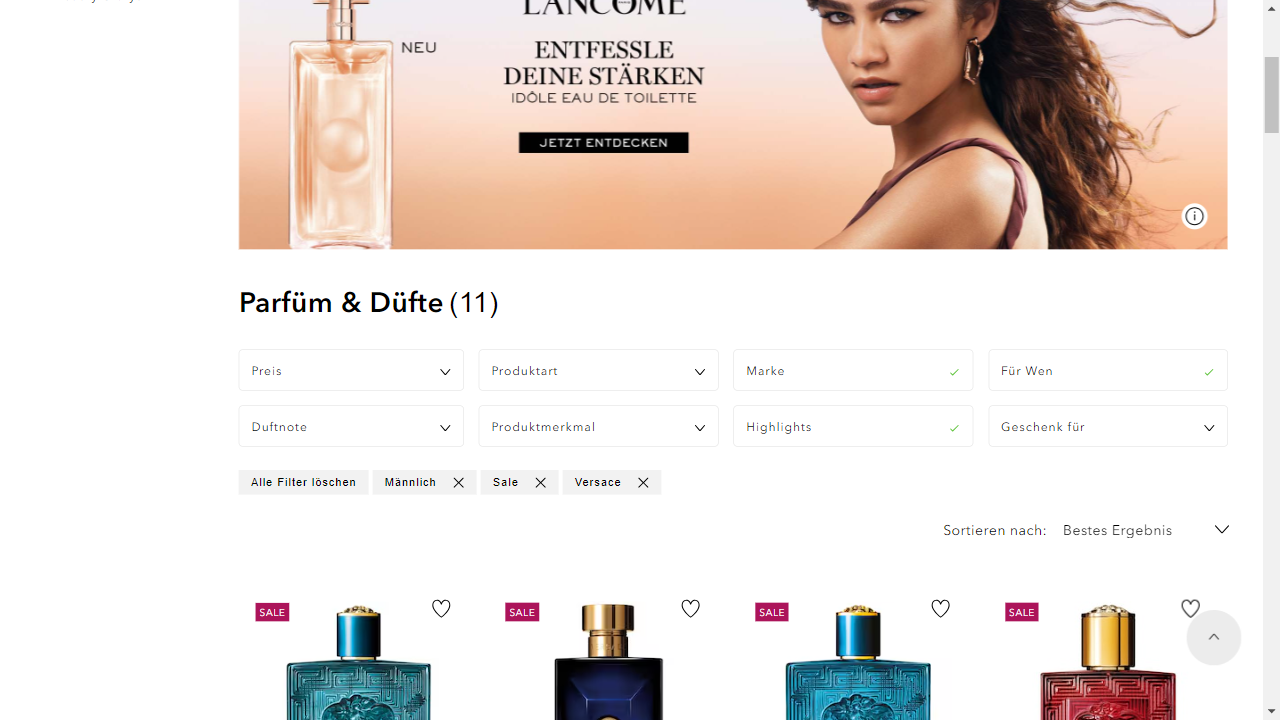 LANCÔME
NEU
ENTFESSLE
DEINE STÄRKEN
IDÔLE EAU DE TOILETTE
JETZT ENTDECKEN
Parfüm & Düfte (11)
Preis
Produktart
Marke
Für Wen
Duftnote
Produktmerkmal
Highlights
Geschenk für
Alle Filter löschen
Männlich
Sale
Versace
Sortieren nach: Bestes Ergebnis
SALE
SALE
SALE
SALE